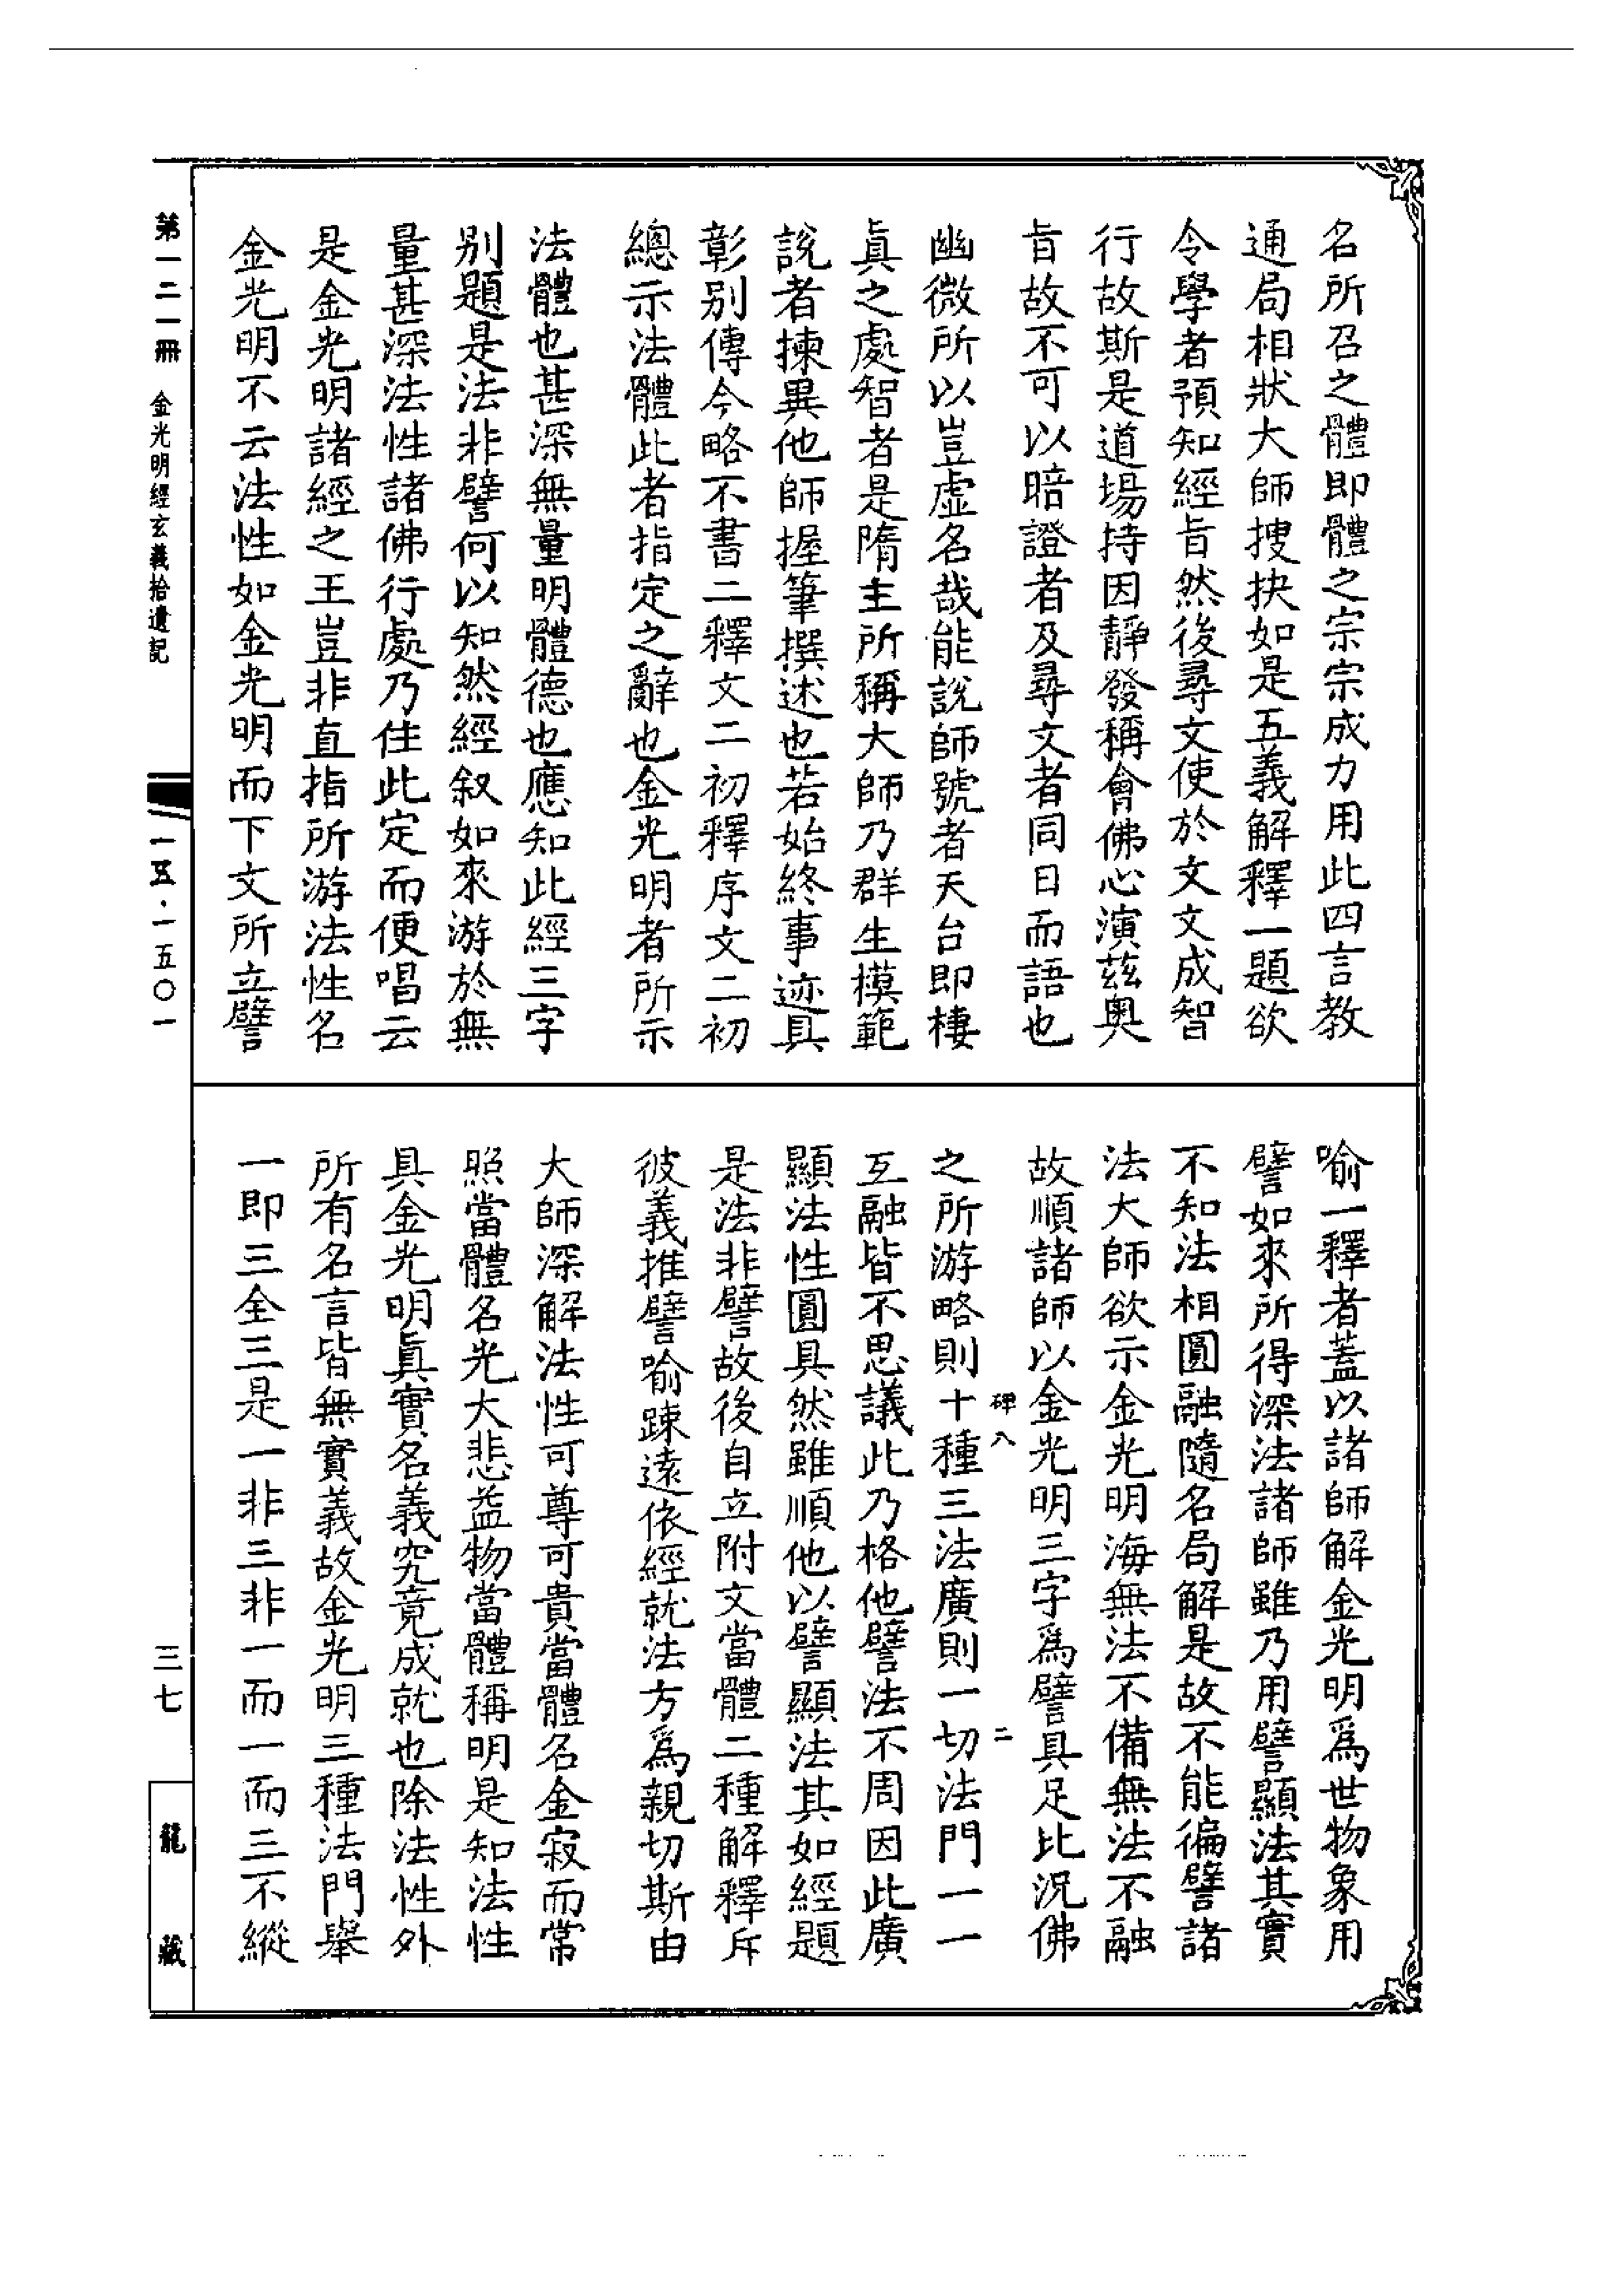 名所召之體即體之宗宗成力用此四言教
通局相狀大師搜抉如是五義解釋一題欲
令學者預知經旨然後尋文使於文文成智
行故斯是道場持因靜發稱會佛心演茲奥
旨故不可以暗證者及尋文者同日而語也
幽微所以豈虛名哉能說師號者天台即棲
眞之處智者是隋主所稱大師乃群生模範
說者揀異他師握筆撰述也若始終事迹具
彰別傳今略不書二釋文二初釋序文二初
總示法體此者指定之辭也金光明者所示
法體也甚深無量明體德也應知此經三字
別題是法非譬何以知然經叙如來游於無
量甚深法性諸佛行處乃住此定而便唱云
是金光明諸經之王豈非直指所游法性名
金光明不云法性如金光明而下文所立譬
喻一釋者蓋以諸師解金光明爲世物象用
譬如來所得深法諸師雖乃用譬顯法其實
不知法相圓融隨名局解是故不能徧譬諸
法大師欲示金光明海無法不備無法不融
故順諸師以金光明三字爲譬具足比況佛
碑八 二
之所游略則十種三法廣則一切法門一一
互融皆不思議此乃格他譬法不周因此廣
顯法性圓具然雖順他以譬顯法其如經題
是法非譬故後自立附文當體二種解釋斥
彼義推譬喻踈遠依經就法方爲親切斯由
大師深解法性可尊可貴當體名金寂而常
照當體名光大悲益物當體稱明是知法性
具金光明眞實名義究竟成就也除法性外
所有名言皆無實義故金光明三種法門舉
一即三全三是一非三非一而一而三不縱
第一二一冊 金光明經玄義拾遺記
一五·一五〇一
三七
龍藏